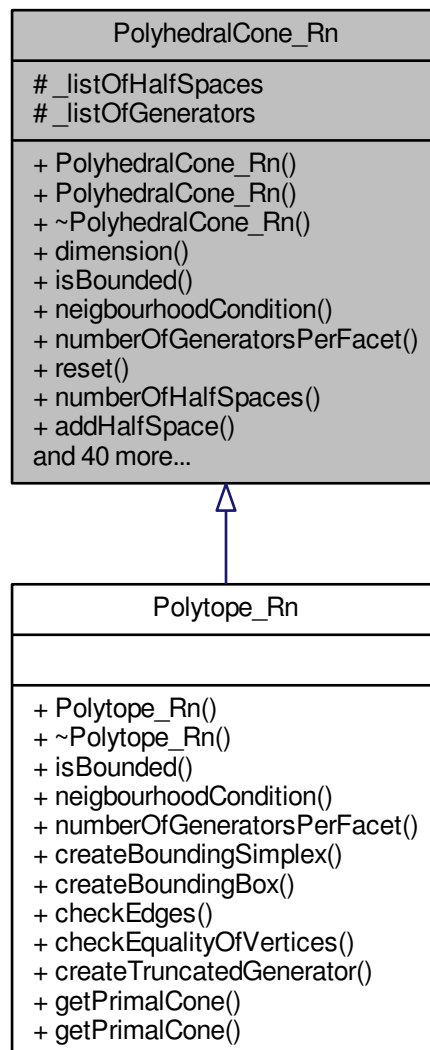 PolyhedralCone_Rn
# _listOfHalfSpaces
# _listOfGenerators
+ PolyhedralCone_Rn()
+ PolyhedralCone_Rn()
+ ~PolyhedralCone_Rn()
+ dimension()
+ isBounded()
+ neigbourhoodCondition()
+ numberOfGeneratorsPerFacet()
+ reset()
+ numberOfHalfSpaces()
+ addHalfSpace()
and 40 more...
Polytope_Rn
+ Polytope_Rn()
+ ~Polytope_Rn()
+ isBounded()
+ neigbourhoodCondition()
+ numberOfGeneratorsPerFacet()
+ createBoundingSimplex()
+ createBoundingBox()
+ checkEdges()
+ checkEqualityOfVertices()
+ createTruncatedGenerator()
+ getPrimalCone()
+ getPrimalCone()